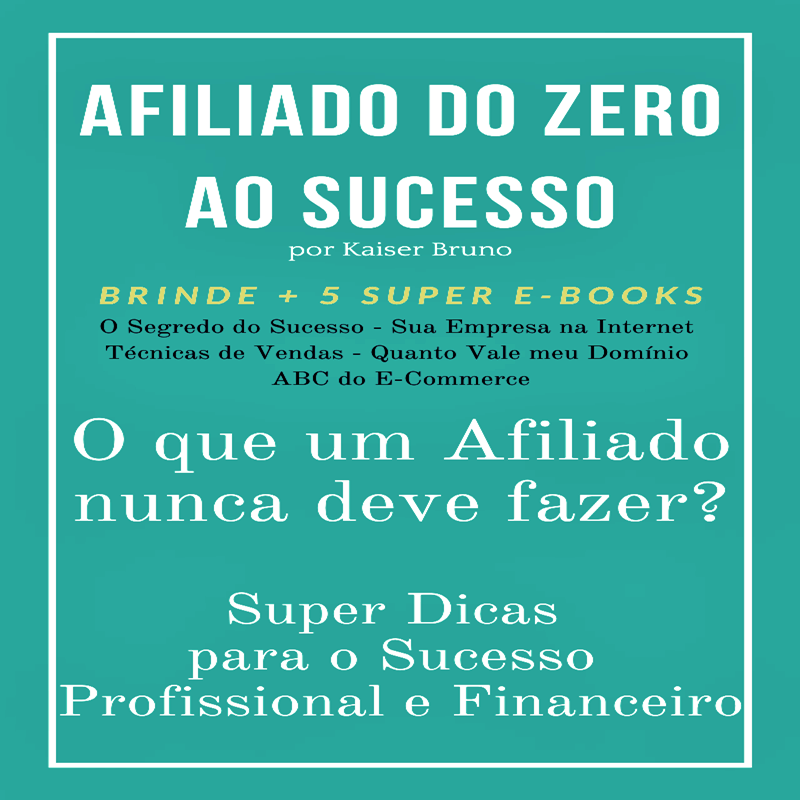 AFILIADO DO ZERO
AO SUCESSO
por Kaiser Bruno
BRINDE + 5 SUPER E-BOOKS
O Segredo do Sucesso - Sua Empresa na Internet
Técnicas de Vendas - Quanto Vale meu Domínio
ABC do E-Commerce
O que um Afiliado
nunca deve fazer?
Super Dicas
para o Sucesso
Profissional e Financeiro